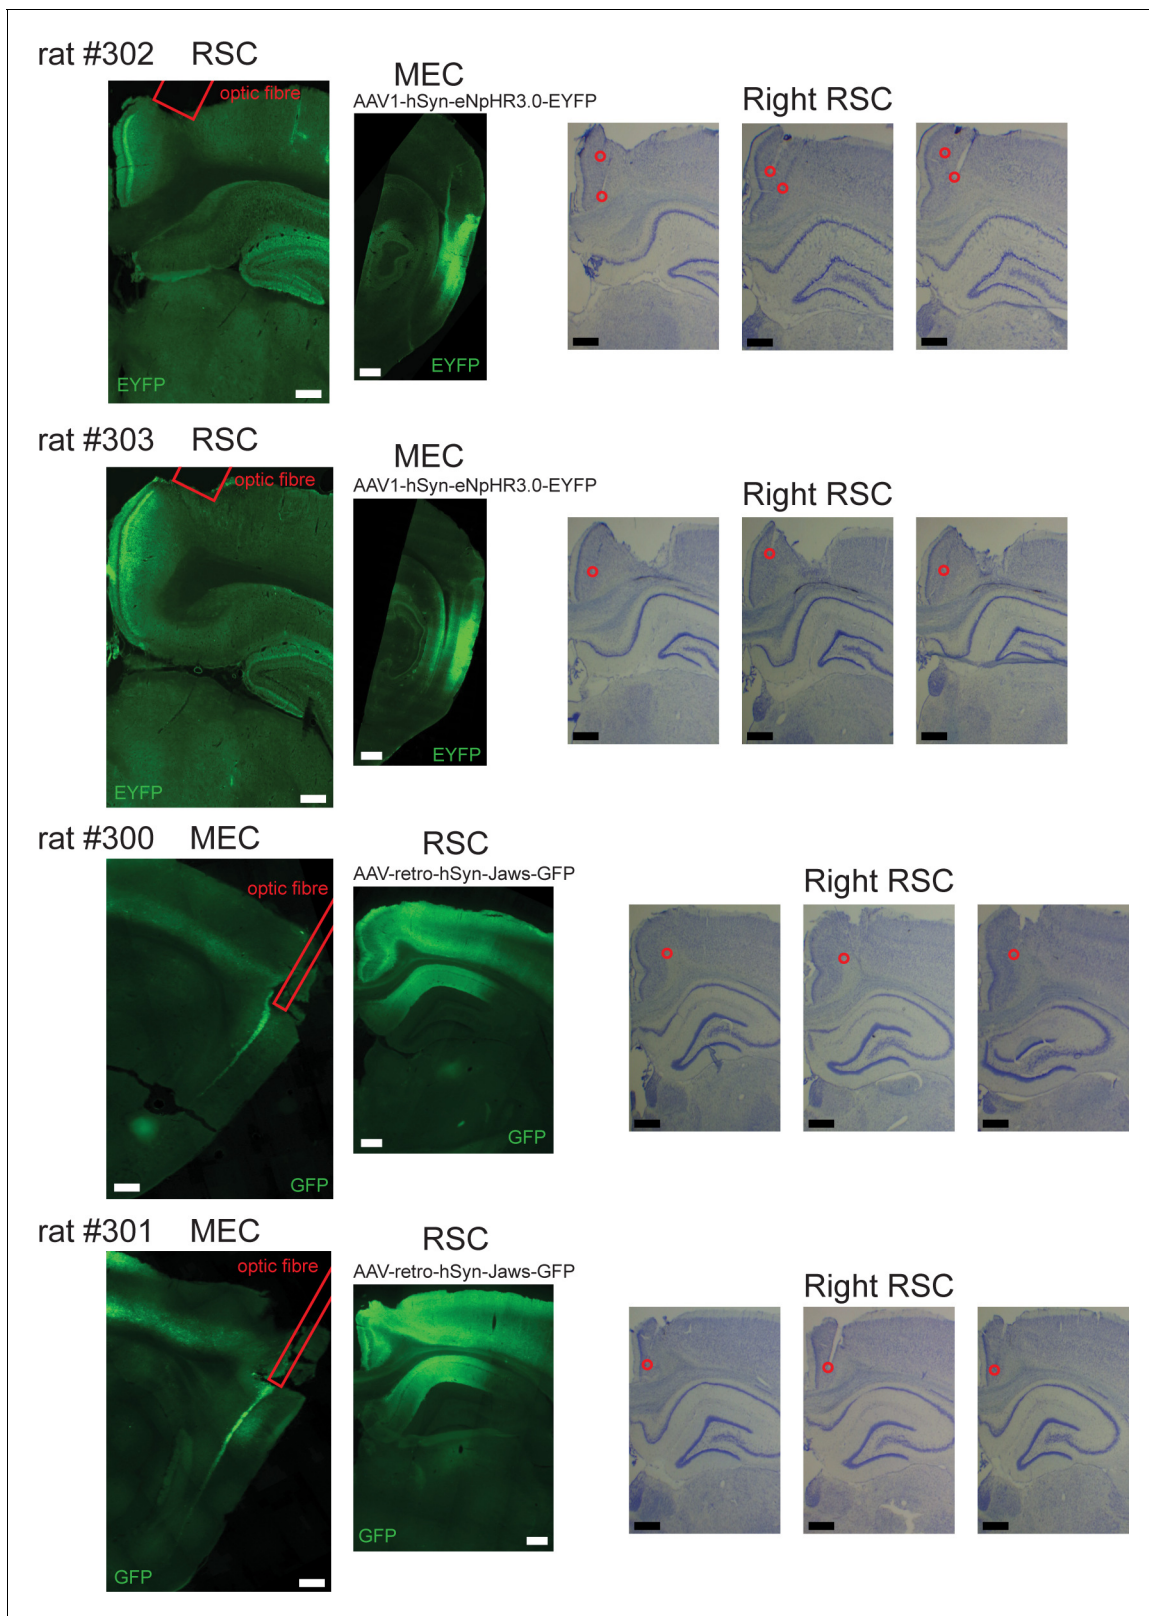 rat #302 RSC
optic fibre
MEC
AAV1-hSyn-eNpHR3.0-EYFP
Right RSC
EYFP
EYFP
rat #303 RSC
optic fibre
MEC
AAV1-hSyn-eNpHR3.0-EYFP
Right RSC
EYFP
EYFP
rat #300 MEC
optic fibre
RSC
AAV-retro-hSyn-Jaws-GFP
Right RSC
GFP
GFP
rat #301 MEC
optic fibre
RSC
AAV-retro-hSyn-Jaws-GFP
Right RSC
GFP
GFP